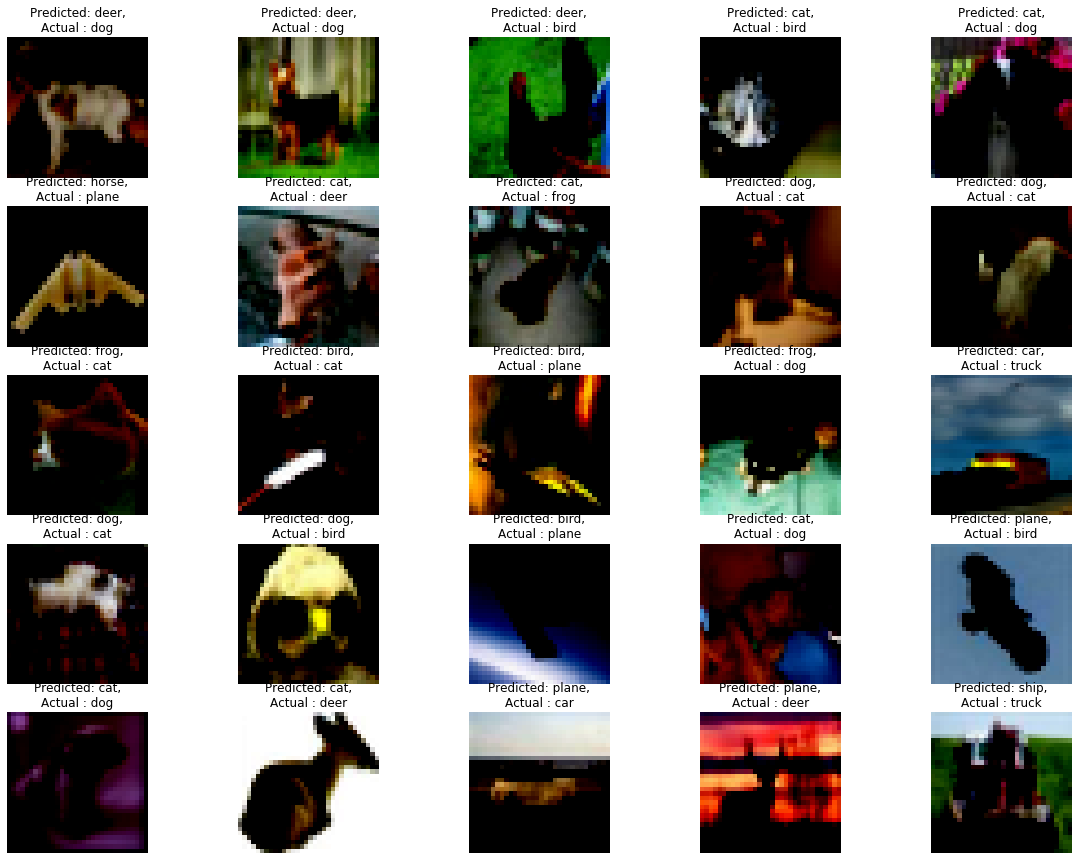 Predicted: deer,
Actual : dog
Predicted: deer,
Actual : dog
Predicted: deer,
Actual : bird
Predicted: cat,
Actual : bird
Predicted: cat,
Actual : dog
Predicted: horse,
Actual : plane
Predicted: cat,
Actual : deer
Predicted: cat,
Actual : frog
Predicted: dog,
Actual : cat
Predicted: dog,
Actual : cat
Predicted: frog,
Actual : cat
Predicted: bird,
Actual : cat
Predicted: bird,
Actual : plane
Predicted: frog,
Actual : dog
Predicted: car,
Actual : truck
Predicted: dog,
Actual : cat
Predicted: dog,
Actual : bird
Predicted: bird,
Actual : plane
Predicted: cat,
Actual : dog
Predicted: plane,
Actual : bird
Predicted: cat,
Actual : dog
Predicted: cat,
Actual : deer
Predicted: plane,
Actual : car
Predicted: plane,
Actual : deer
Predicted: ship,
Actual : truck